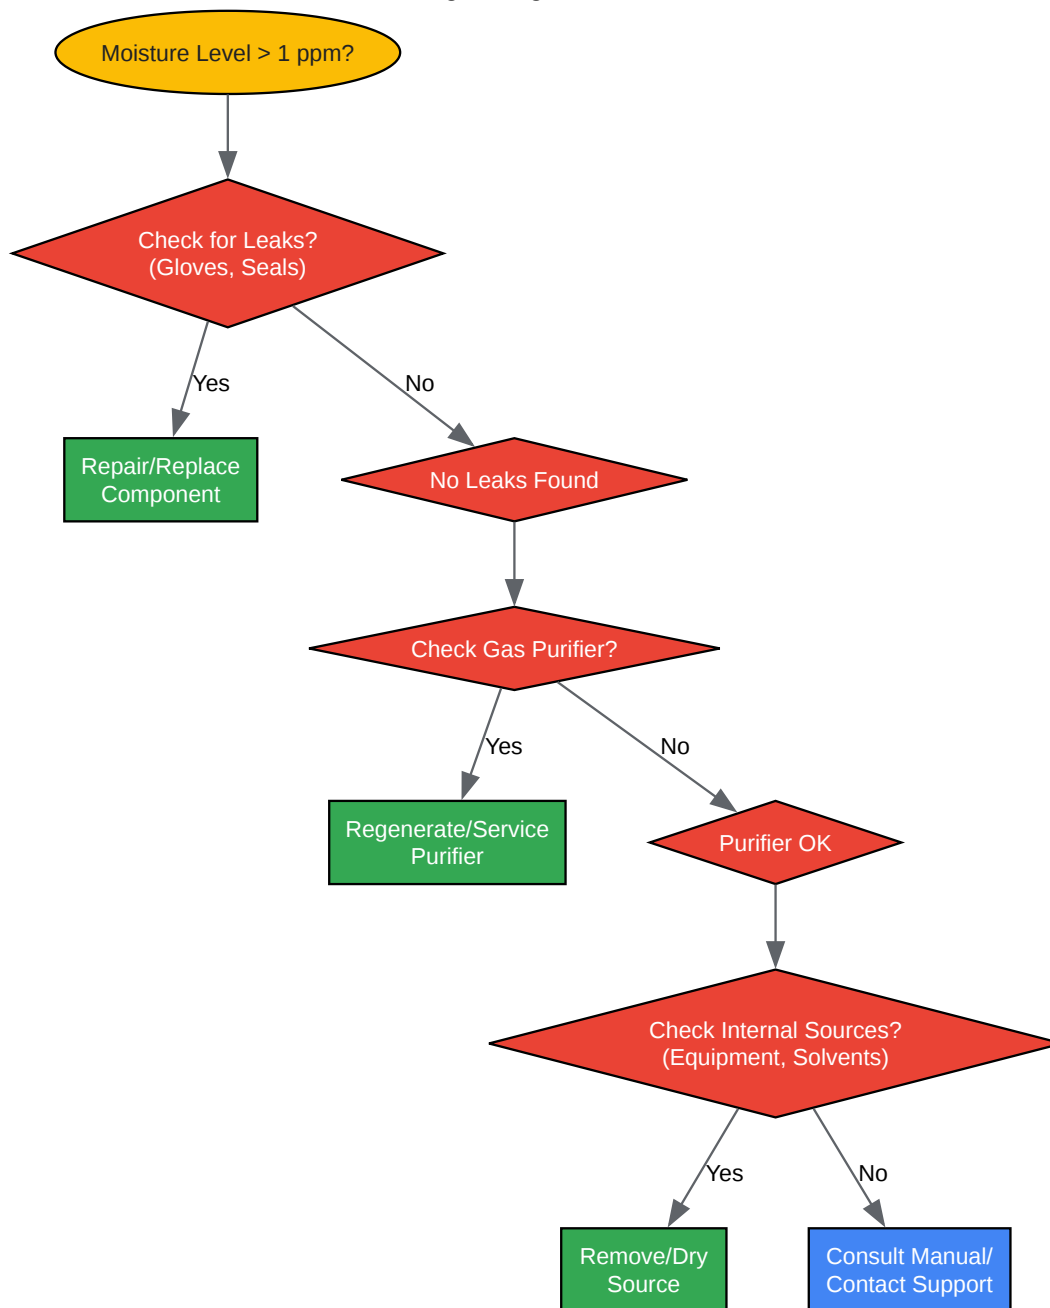 Moisture Level > 1 ppm?
Check for Leaks?
(Gloves, Seals)
Yes
No
Repair/Replace
Component
No Leaks Found
Check Gas Purifier?
Yes
No
Regenerate/Service
Purifier
Purifier OK
Check Internal Sources?
(Equipment, Solvents)
Yes
No
Remove/Dry
Source
Consult Manual/
Contact Support